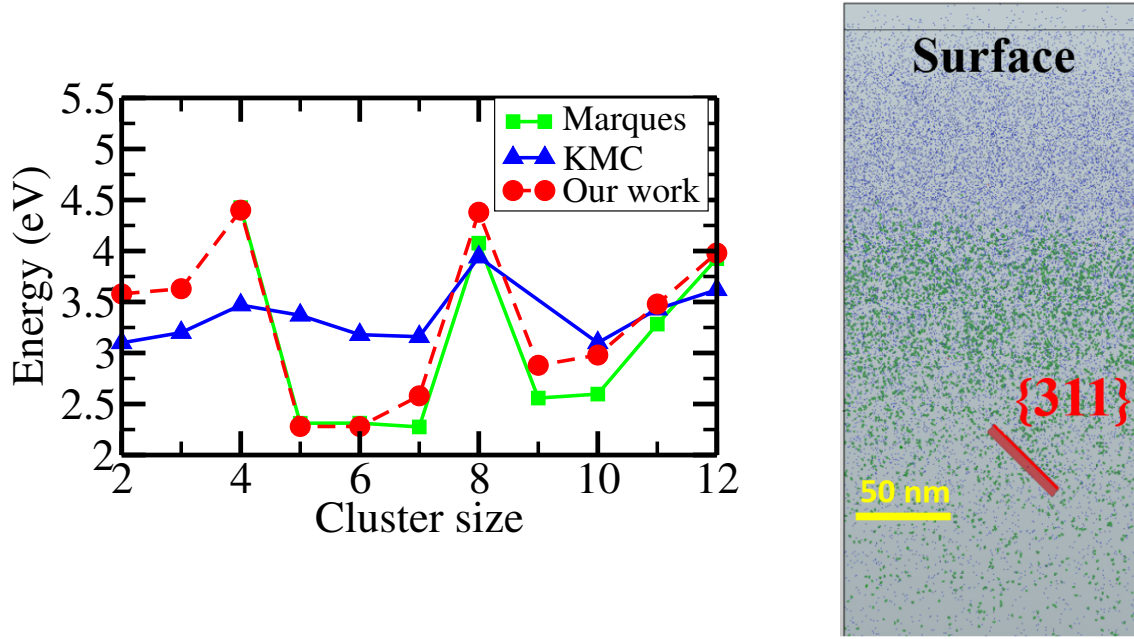 5.5
5
4.5
4
3.5
3
2.5
2
Energy (eV)
2 4 6 8 10 12
Cluster size
Marques
KMC
Our work
Surface
{311}
50 nm